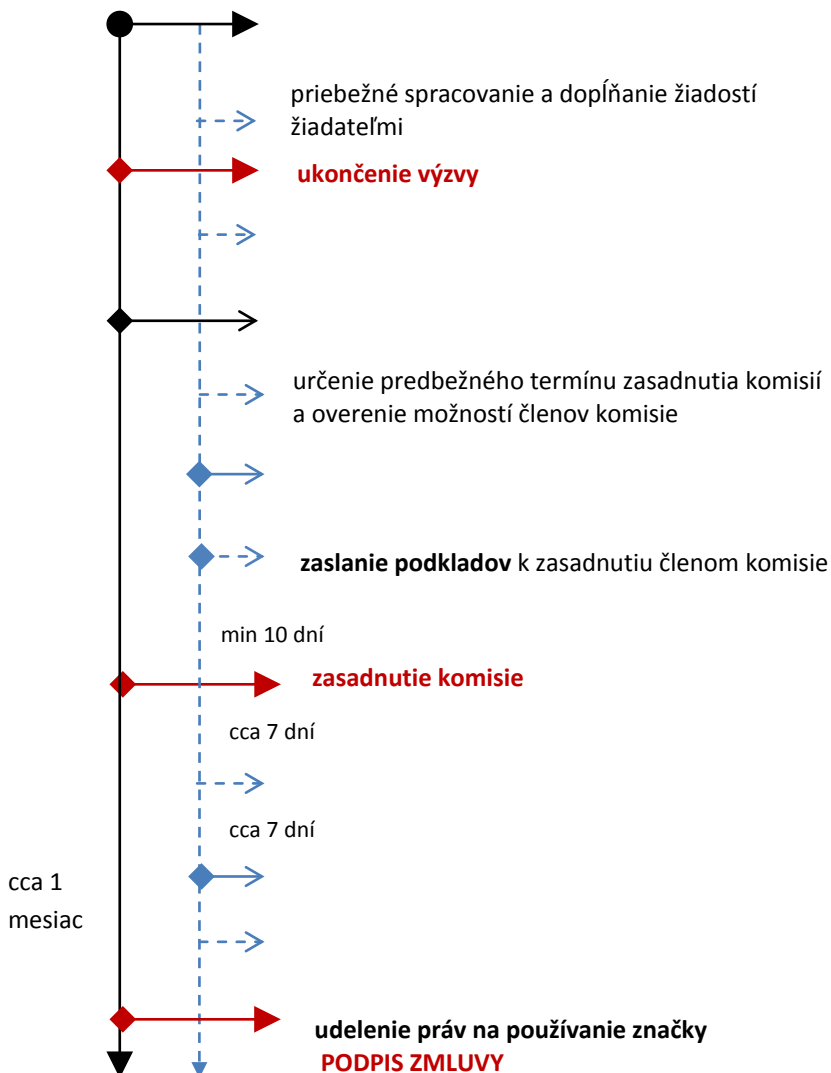 priebežné spracovanie a dopĺňanie žiadostí
žiadateľmi
ukončenie výzvy
určenie predbežného termínu zasadnutia komisií
a overenie možností členov komisie
zaslanie podkladov k zasadnutiu členom komisie
min 10 dní
zasadnutie komisie
cca 7 dní
cca 7 dní
cca 1
mesiac
udelenie práv na používanie značky
PODPIS ZMLUVY